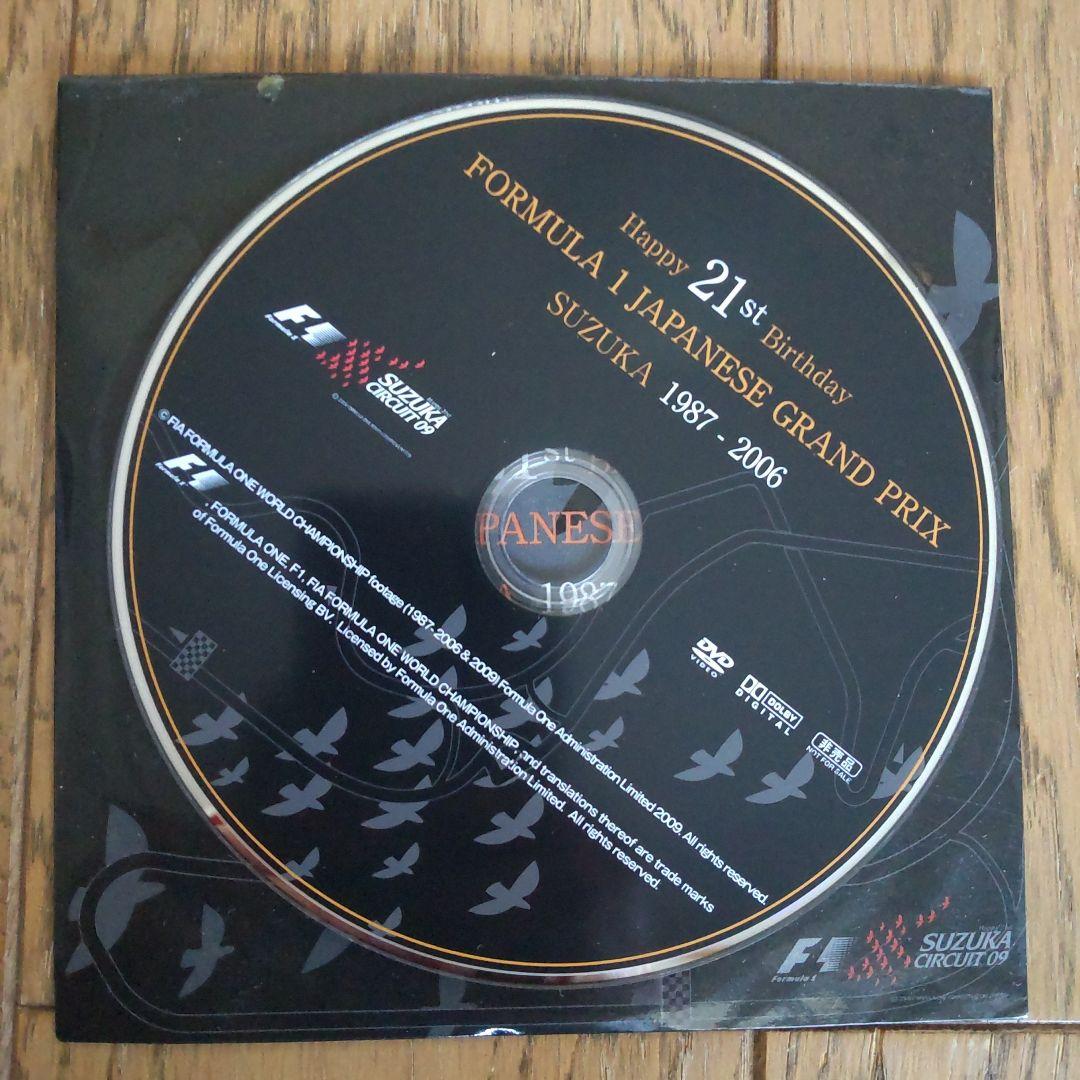 Happy 21st Birthday
FORMULA 1 JAPANESE GRAND PRIX
SUZUKA 1987 - 2006
F1
Formula 1
SUZUKA
CIRCUIT 09
PANESE
1987
© FIA FORMULA ONE WORLD CHAMPIONSHIP footage (1987-2006 & 2009) Formula One Administration Limited 2009. All rights reserved.
F1, FORMULA ONE, F1, FIA FORMULA ONE WORLD CHAMPIONSHIP, and translations thereof are trade marks
of Formula One Licensing BV. Licensed by Formula One Administration Limited. All rights reserved.
DVD
VIDEO
DOLBY
DIGITAL
非売品
NOT FOR SALE
F1
Formula 1
SUZUKA
CIRCUIT 09